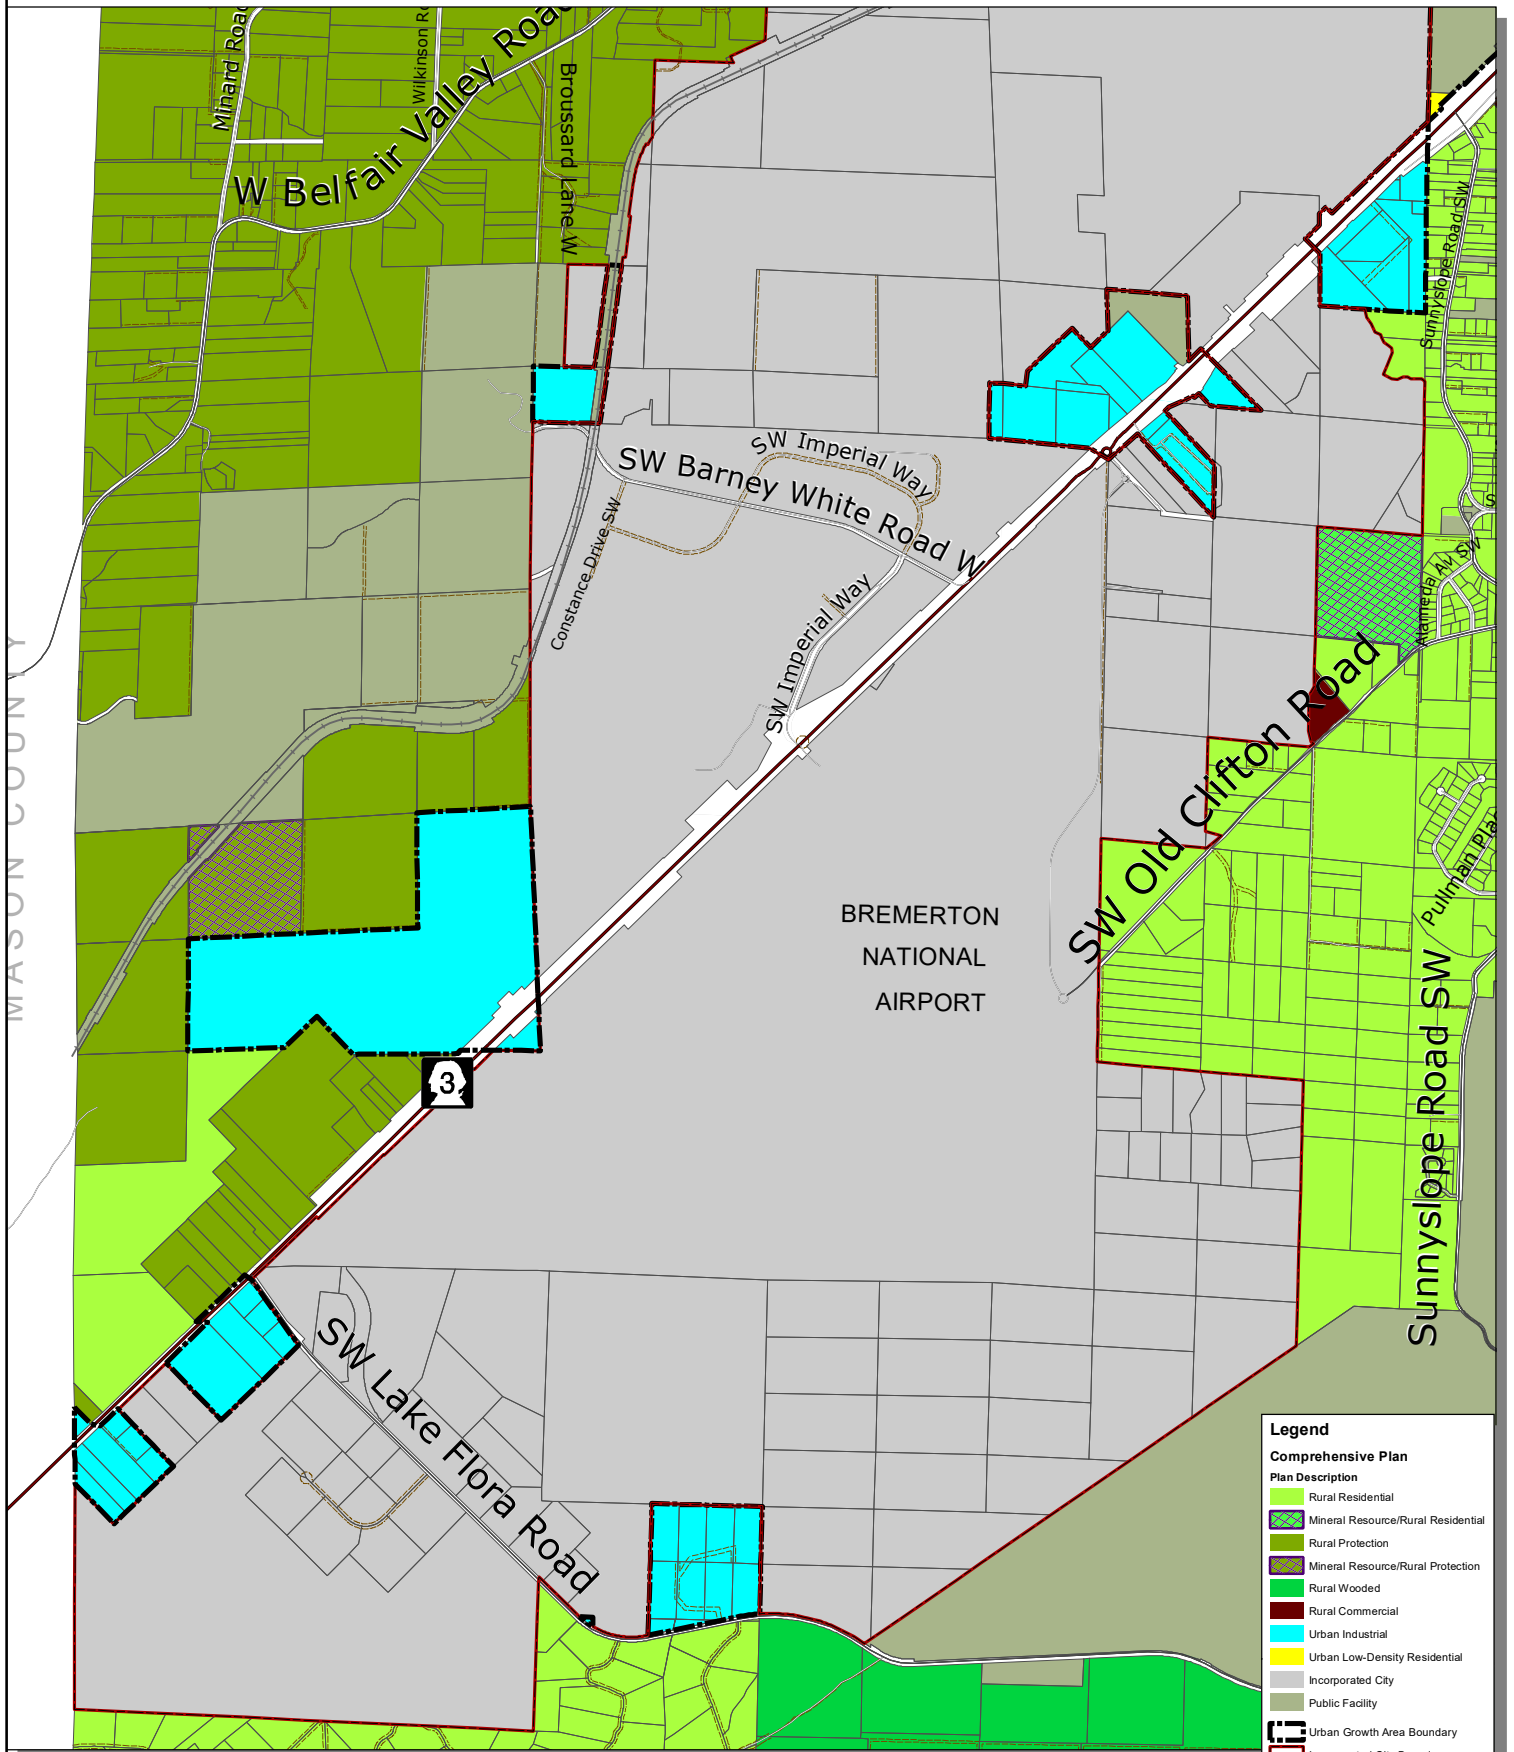 Minard Road
Wilkinson R
W Belfair Valley Road
Broussard Lane W
Sunnyslope Road SW
SW Imperial Way
SW Barney White Road W
Constance Drive SW
SW Imperial Way
S
Alameda Av SW
MASON COUNTY
SW Old Clifton Road
Pullman Pla
BREMERTON
NATIONAL
AIRPORT
Sunnyslope Road SW
3
SW Lake Flora Road
Legend
Comprehensive Plan
Plan Description
Rural Residential
Mineral Resource/Rural Residential
Rural Protection
Mineral Resource/Rural Protection
Rural Wooded
Rural Commercial
Urban Industrial
Urban Low-Density Residential
Incorporated City
Public Facility
Urban Growth Area Boundary